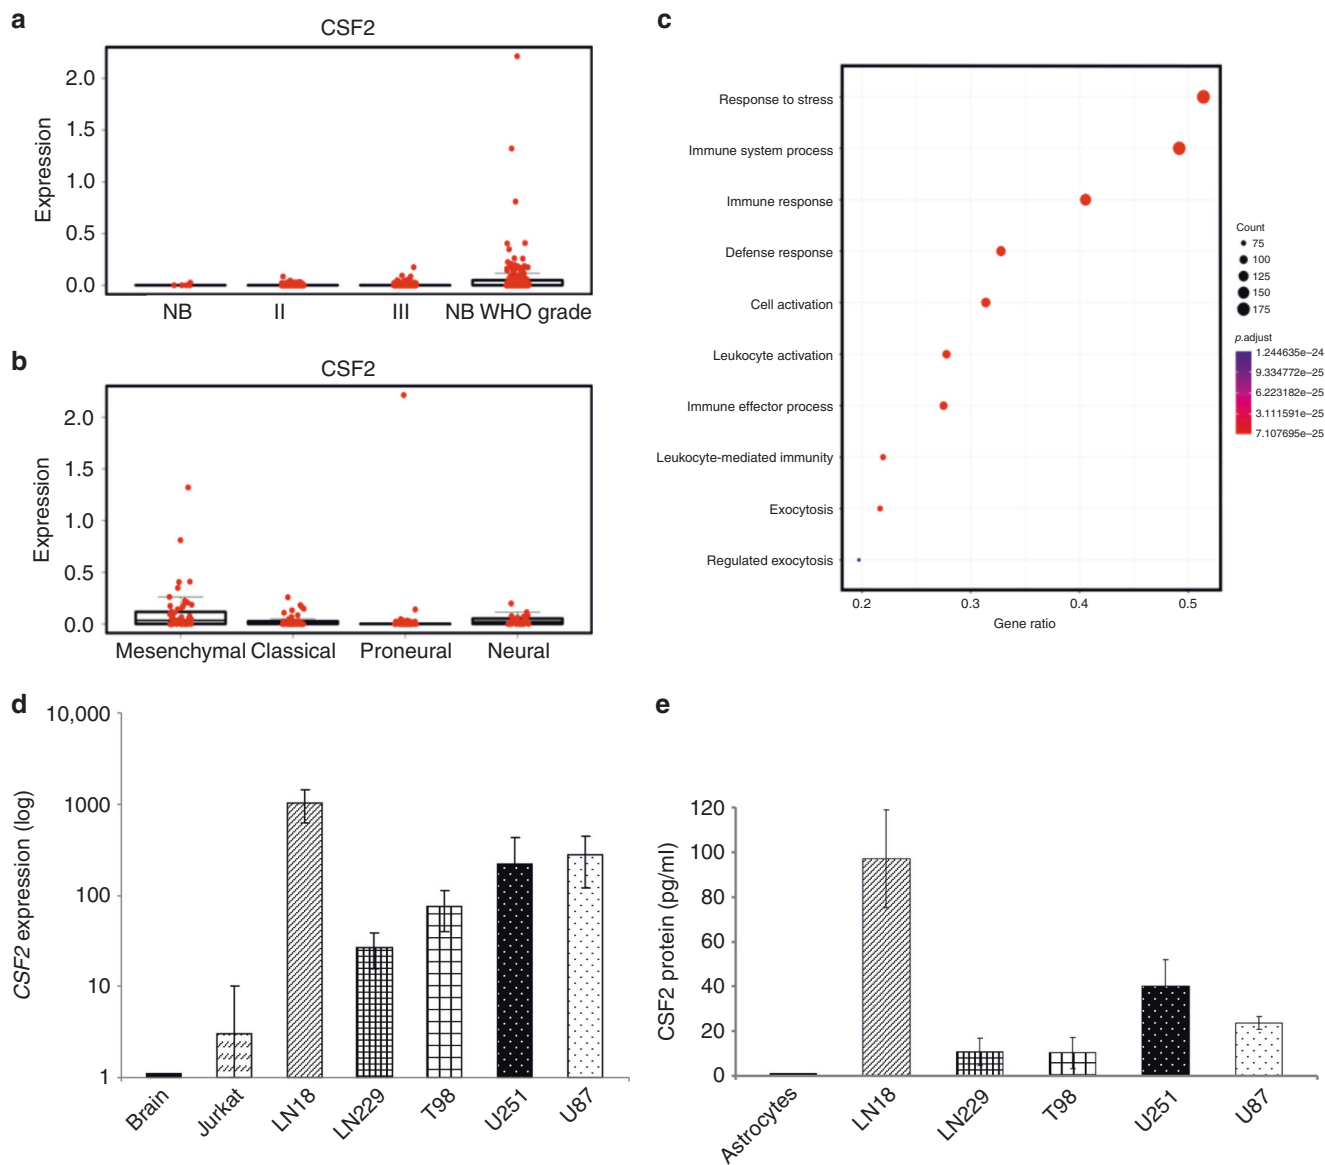 a
CSF2
Expression
2.0
1.5
1.0
0.5
0.0
NB
II
III
NB WHO grade
b
CSF2
Expression
2.0
1.5
1.0
0.5
0.0
Mesenchymal
Classical
Proneural
Neural
c
Response to stress
Immune system process
Immune response
Defense response
Cell activation
Leukocyte activation
Immune effector process
Leukocyte-mediated immunity
Exocytosis
Regulated exocytosis
0.2
0.3
0.4
0.5
Gene ratio
Count
75
100
125
150
175
p.adjust
1.244635e–24
9.334772e–25
6.223182e–25
3.111591e–25
7.107695e–25
d
CSF2 expression (log)
10,000
1000
100
10
1
Brain
Jurkat
LN18
LN229
T98
U251
U87
e
CSF2 protein (pg/ml)
120
100
80
60
40
20
0
Astrocytes
LN18
LN229
T98
U251
U87